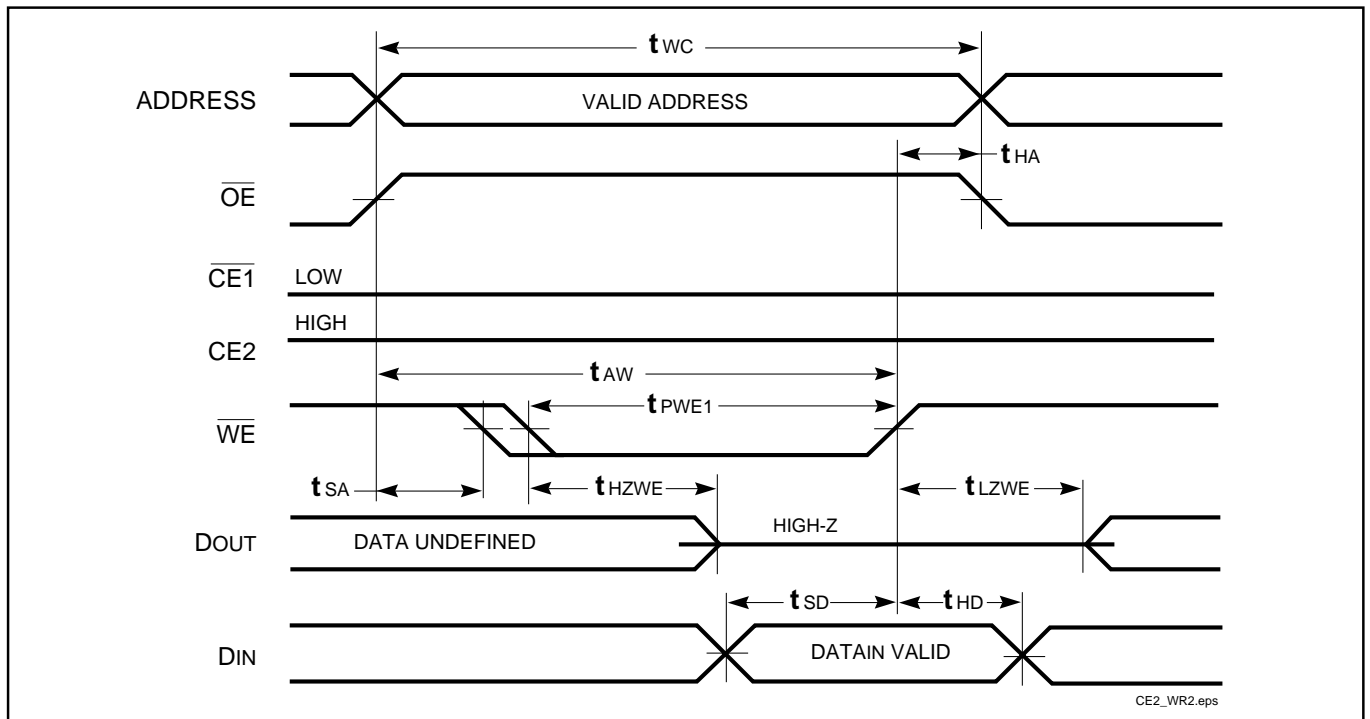 tWC
ADDRESS
VALID ADDRESS
tHA
OE
CE1
LOW
HIGH
CE2
tAW
tPWE1
WE
tSA
tHZWE
tLZWE
DOUT
DATA UNDEFINED
HIGH-Z
tSD
tHD
DIN
DATAIN VALID
CE2_WR2.eps